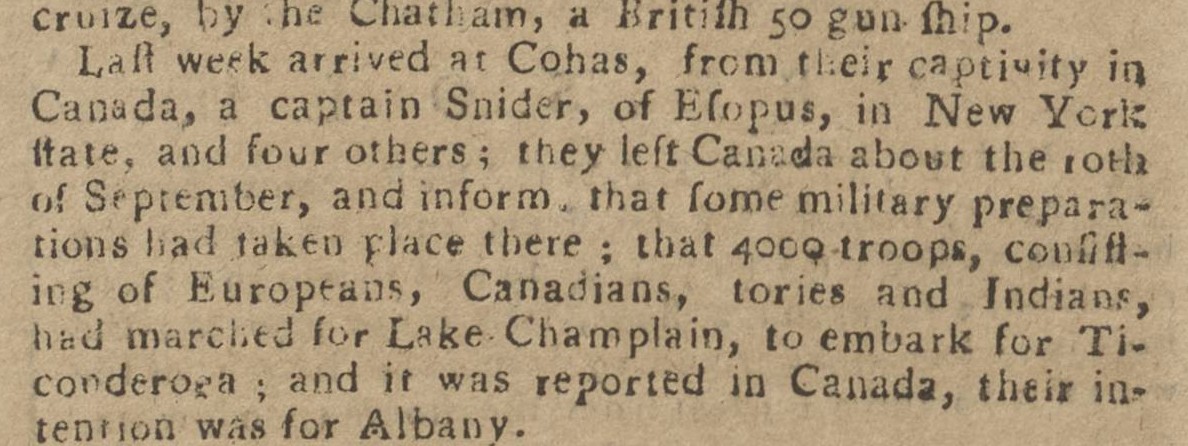 cruize, by the Chatham, a Britiſh 50 gun ſhip.
Laſt week arrived at Cohas, from their captivity in
Canada, a captain Snider, of Eſopus, in New York
ſtate, and four others; they left Canada about the 10th
of September, and inform, that ſome military prepara-
tions had taken place there; that 4000 troops, conſiſt-
ing of Europeans, Canadians, tories and Indians,
had marched for Lake Champlain, to embark for Ti-
conderoga; and it was reported in Canada, their in-
tention was for Albany.